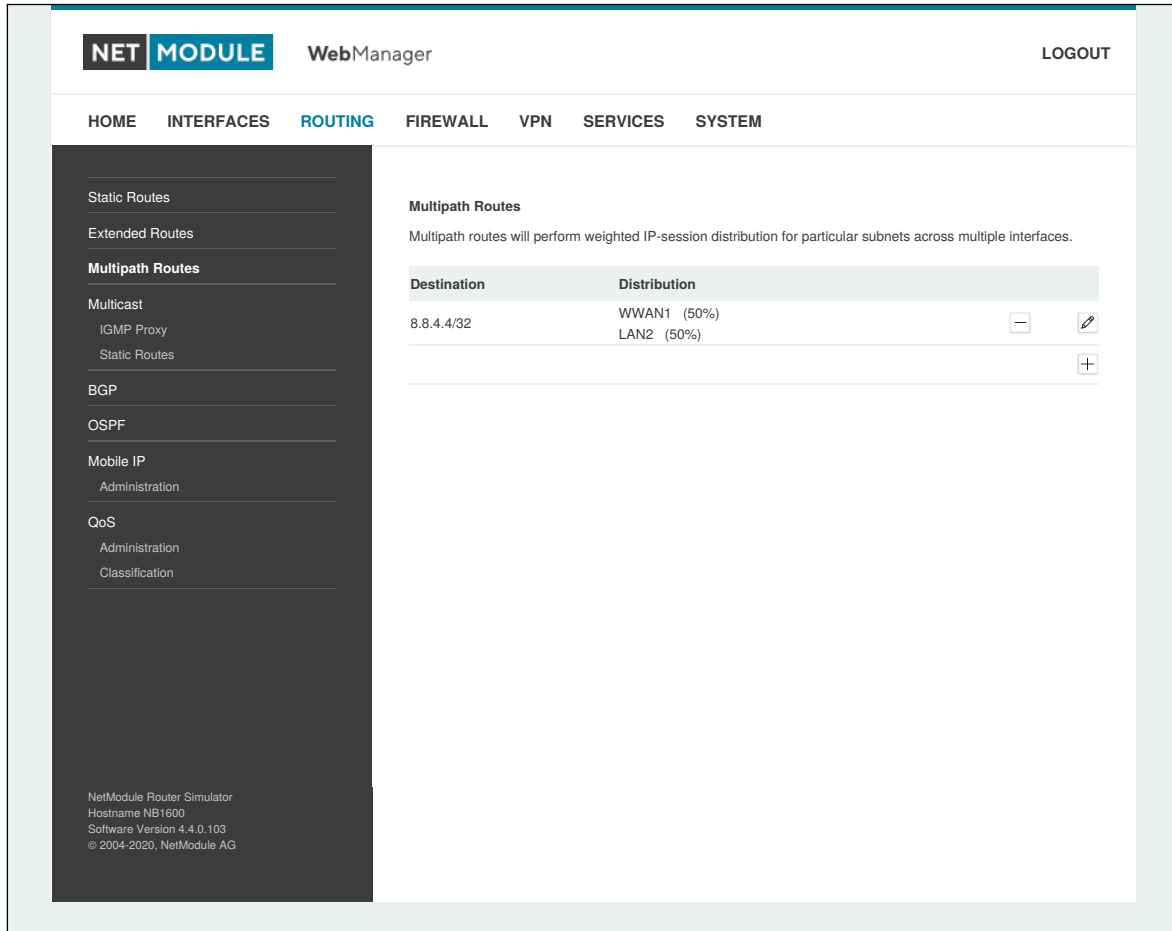 NET MODULE WebManager LOGOUT
HOME INTERFACES ROUTING FIREWALL VPN SERVICES SYSTEM
Static Routes
Extended Routes
Multipath Routes
Multicast
IGMP Proxy
Static Routes
BGP
OSPF
Mobile IP
Administration
QoS
Administration
Classification
NetModule Router Simulator
Hostname NB1600
Software Version 4.4.0.103
© 2004-2020, NetModule AG
Multipath Routes
Multipath routes will perform weighted IP-session distribution for particular subnets across multiple interfaces.
Destination Distribution
8.8.4.4/32 WWAN1 (50%)
LAN2 (50%)